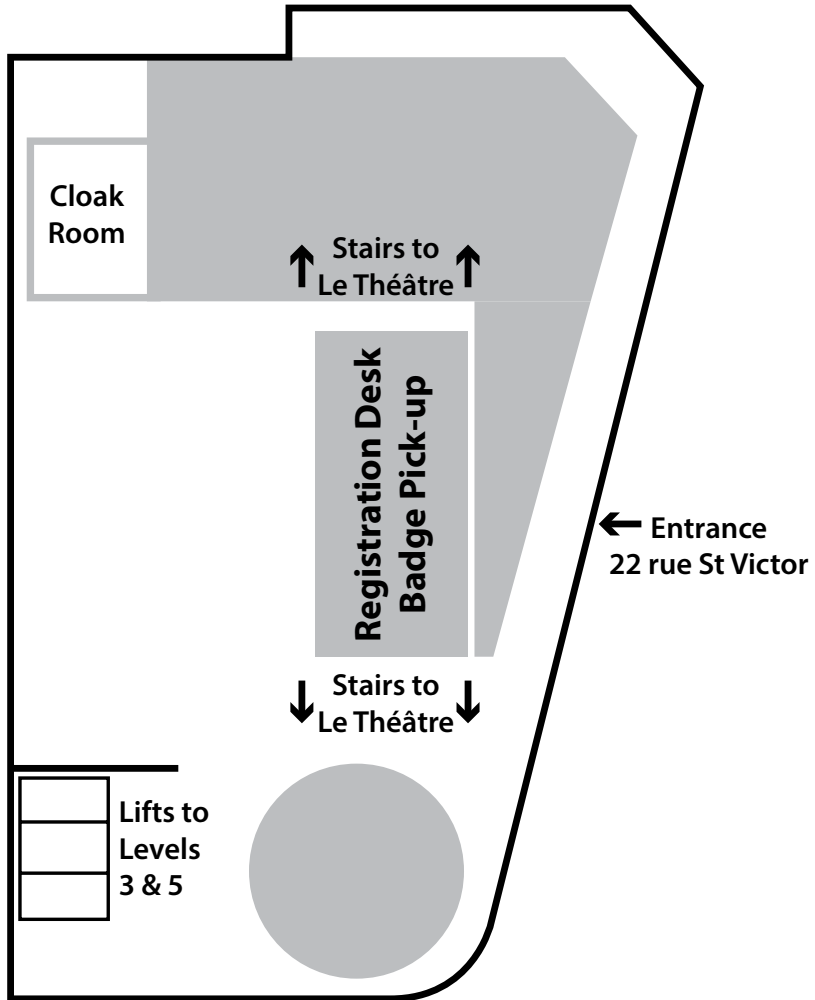 Cloak
Room
Stairs to
Le Théâtre
Registration Desk
Badge Pick-up
Entrance
22 rue St Victor
Stairs to
Le Théâtre
Lifts to
Levels
3 & 5